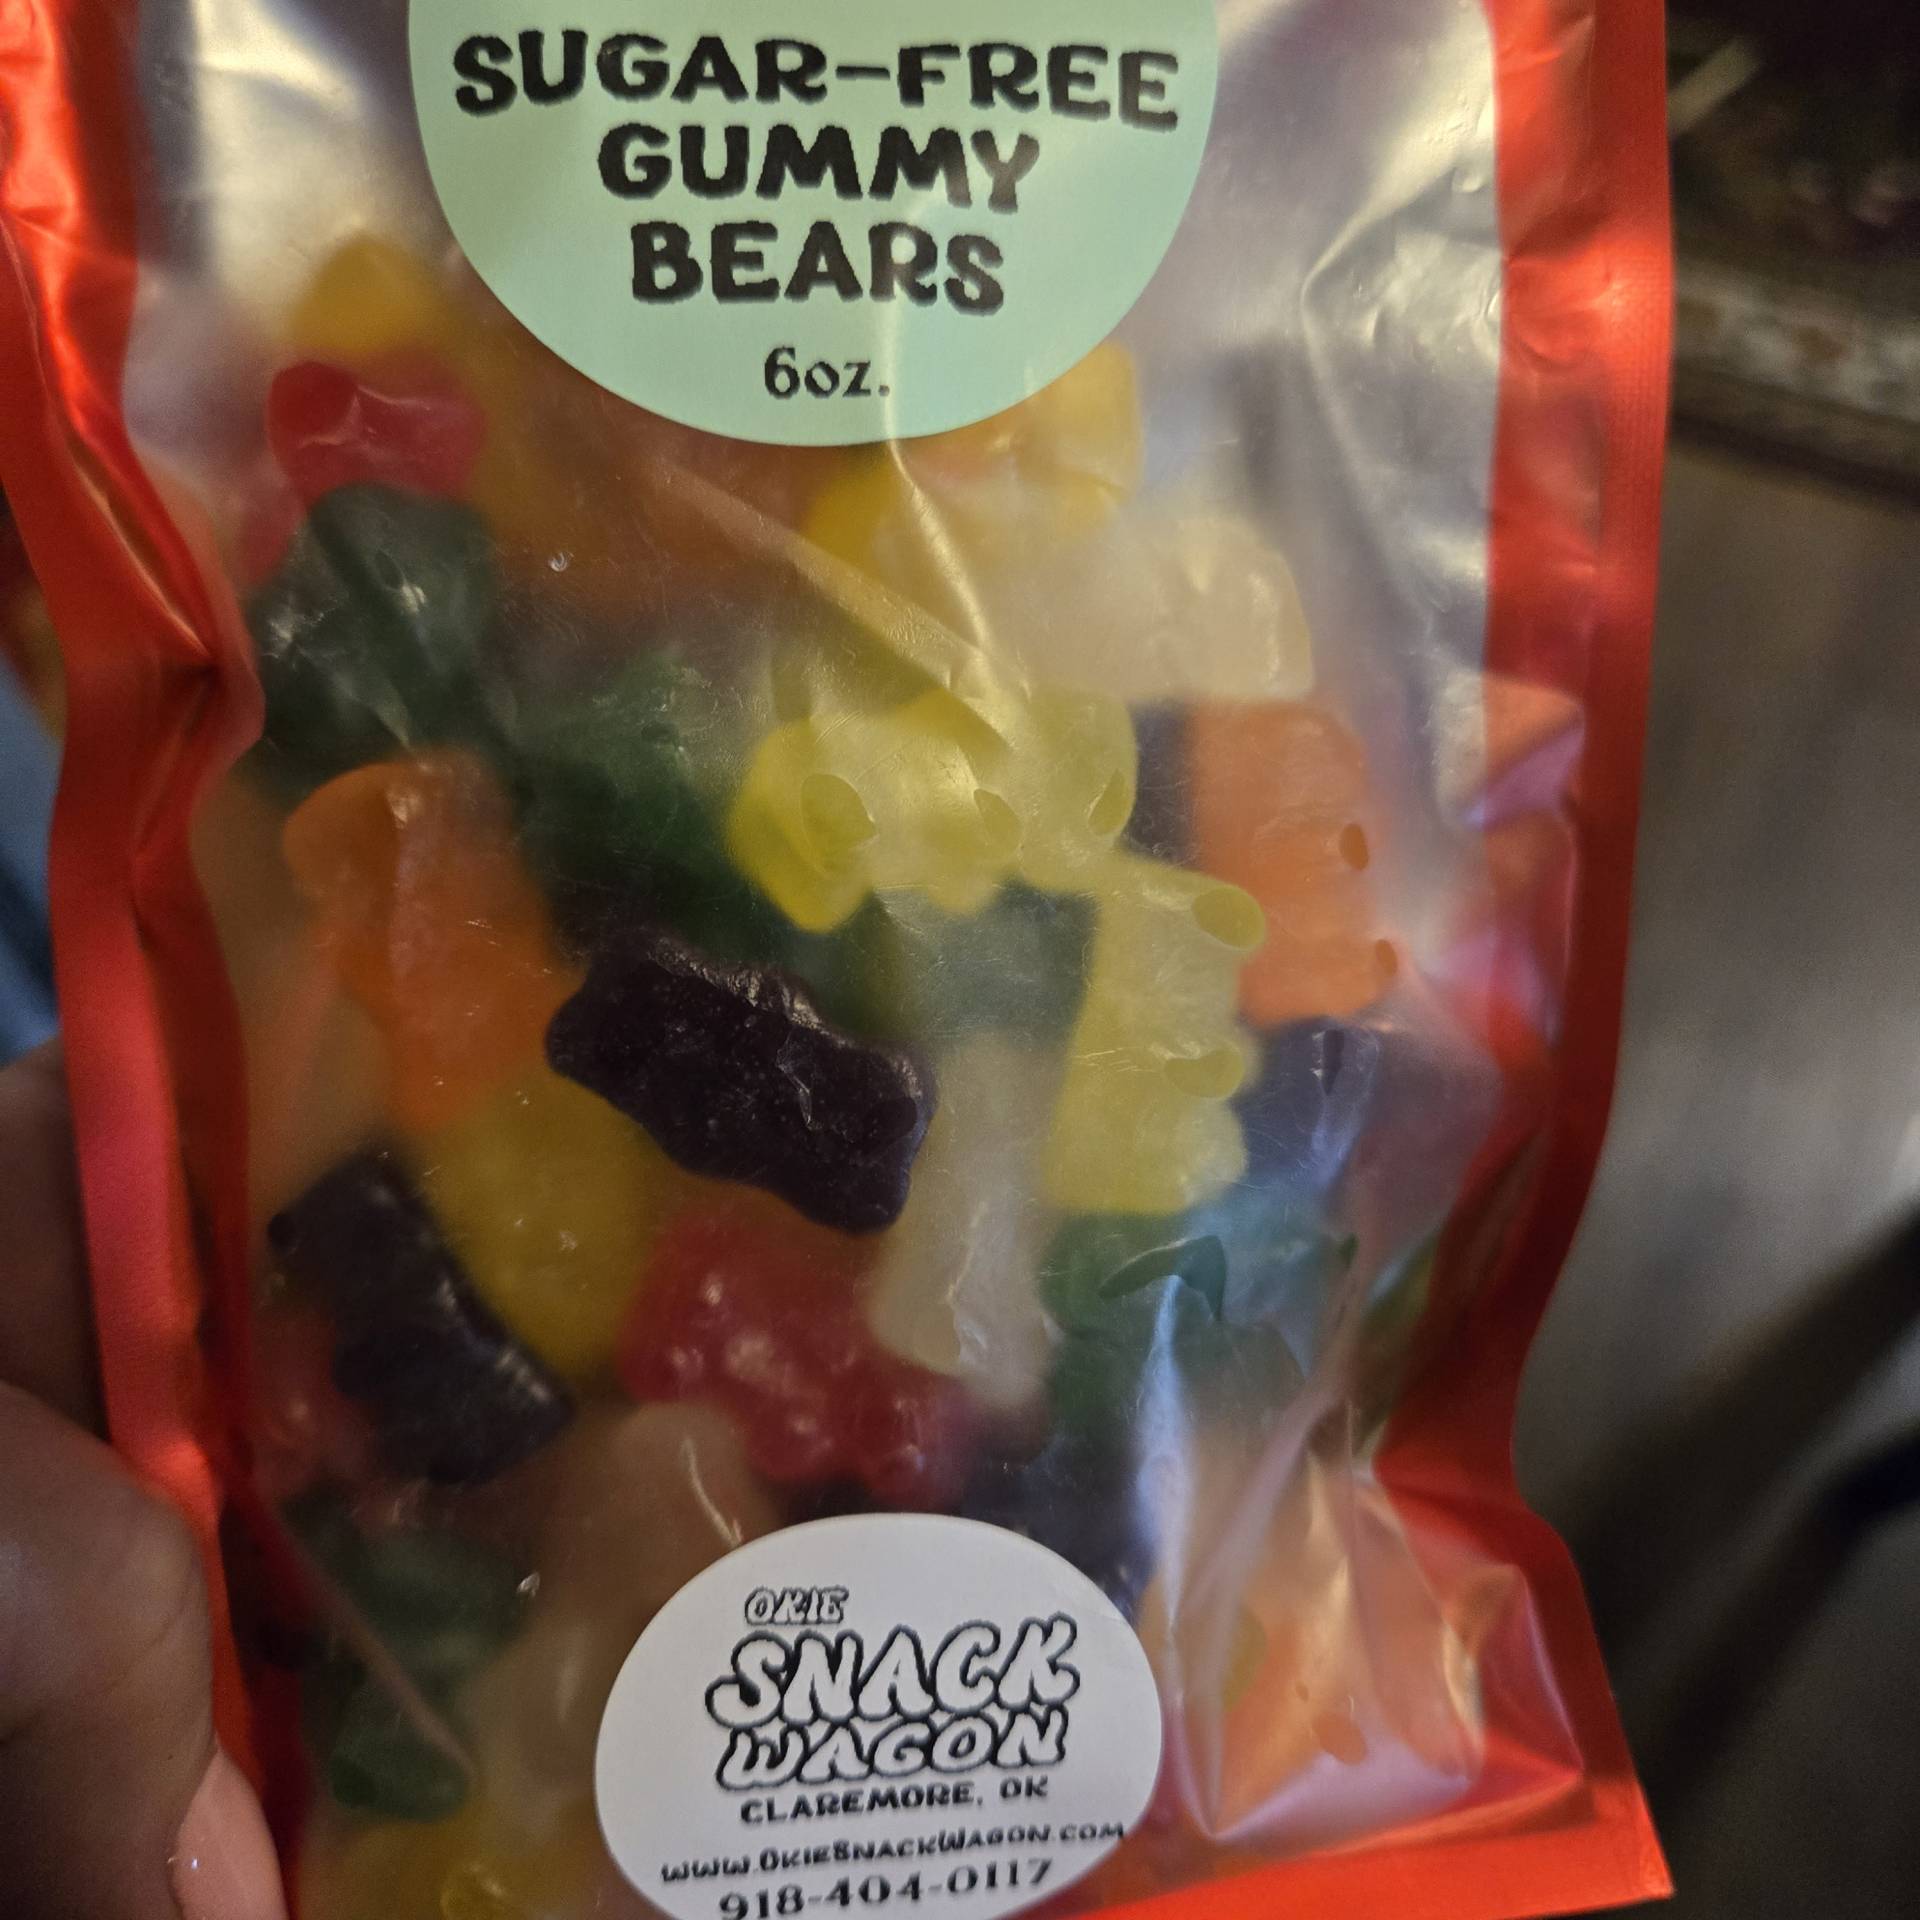 SUGAR-FREE
GUMMY
BEARS
6oz.
OKIE
SNACK
WAGON
CLAREMORE, OK
WWW.OKIESNACKWAGON.COM
918-404-0117